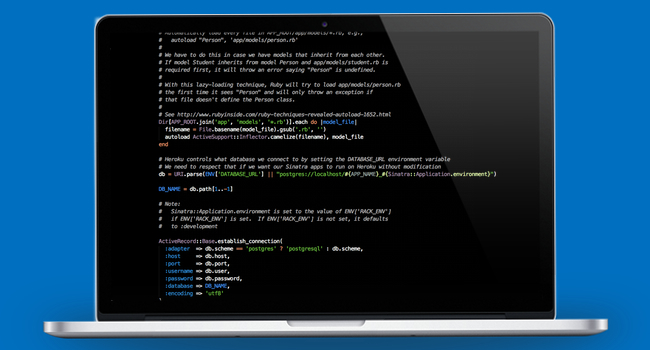 # Automatically load every file in APP_ROOT/app/models/*.rb, e.g.,
#   autoload "Person", 'app/models/person.rb'
#
# We have to do this in case we have models that inherit from each other.
# If model Student inherits from model Person and app/models/student.rb is
# required first, it will throw an error saying "Person" is undefined.
#
# With this lazy-loading technique, Ruby will try to load app/models/person.rb
# the first time it sees "Person" and will only throw an exception if
# that file doesn't define the Person class.
#
# See http://www.rubyinside.com/ruby-techniques-revealed-autoload-1652.html
Dir[APP_ROOT.join('app', 'models', '*.rb')].each do |model_file|
  filename = File.basename(model_file).gsub('.rb', '')
  autoload ActiveSupport::Inflector.camelize(filename), model_file
end
# Heroku controls what database we connect to by setting the DATABASE_URL environment variable
# We need to respect that if we want our Sinatra apps to run on Heroku without modification
db = URI.parse(ENV['DATABASE_URL'] || "postgres://localhost/#{APP_NAME}_#{Sinatra::Application.environment}")
DB_NAME = db.path[1..-1]
# Note:
#   Sinatra::Application.environment is set to the value of ENV['RACK_ENV']
#   if ENV['RACK_ENV'] is set.  If ENV['RACK_ENV'] is not set, it defaults
#   to :development
ActiveRecord::Base.establish_connection(
  :adapter  => db.scheme == 'postgres' ? 'postgresql' : db.scheme,
  :host     => db.host,
  :port     => db.port,
  :username => db.user,
  :password => db.password,
  :database => DB_NAME,
  :encoding => 'utf8'